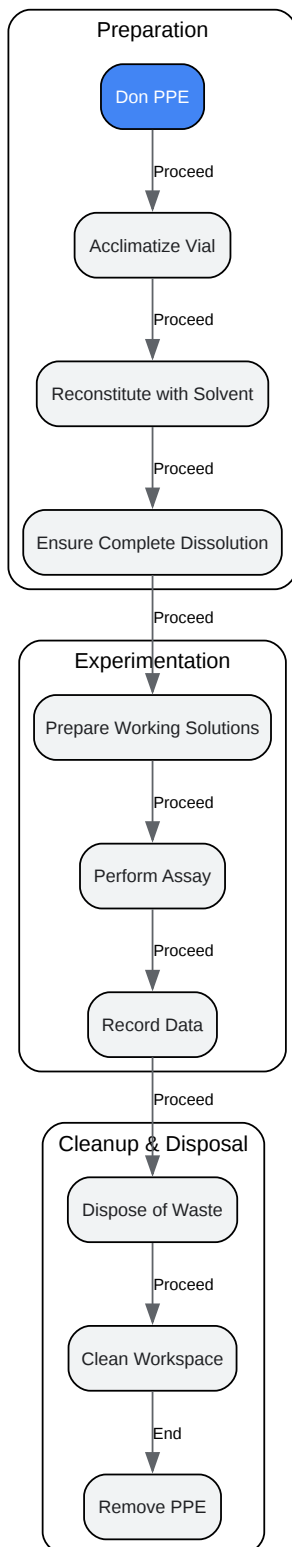 Preparation
Don PPE
Proceed
Acclimatize Vial
Proceed
Reconstitute with Solvent
Proceed
Ensure Complete Dissolution
Proceed
Experimentation
Prepare Working Solutions
Proceed
Perform Assay
Proceed
Record Data
Proceed
Cleanup & Disposal
Dispose of Waste
Proceed
Clean Workspace
End
Remove PPE